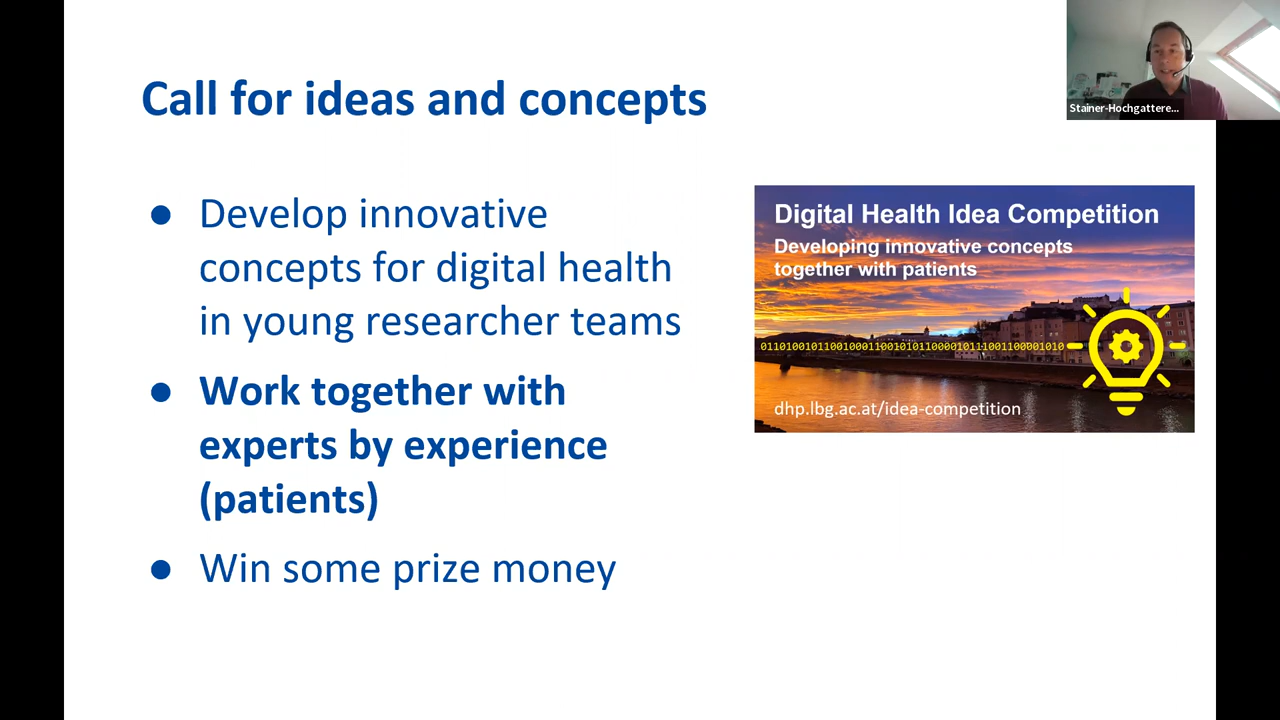 Call for ideas and concepts
Stainer-Hochgattere...
● Develop innovative
concepts for digital health
in young researcher teams
● Work together with
experts by experience
(patients)
● Win some prize money
Digital Health Idea Competition
Developing innovative concepts
together with patients
dhp.lbg.ac.at/idea-competition